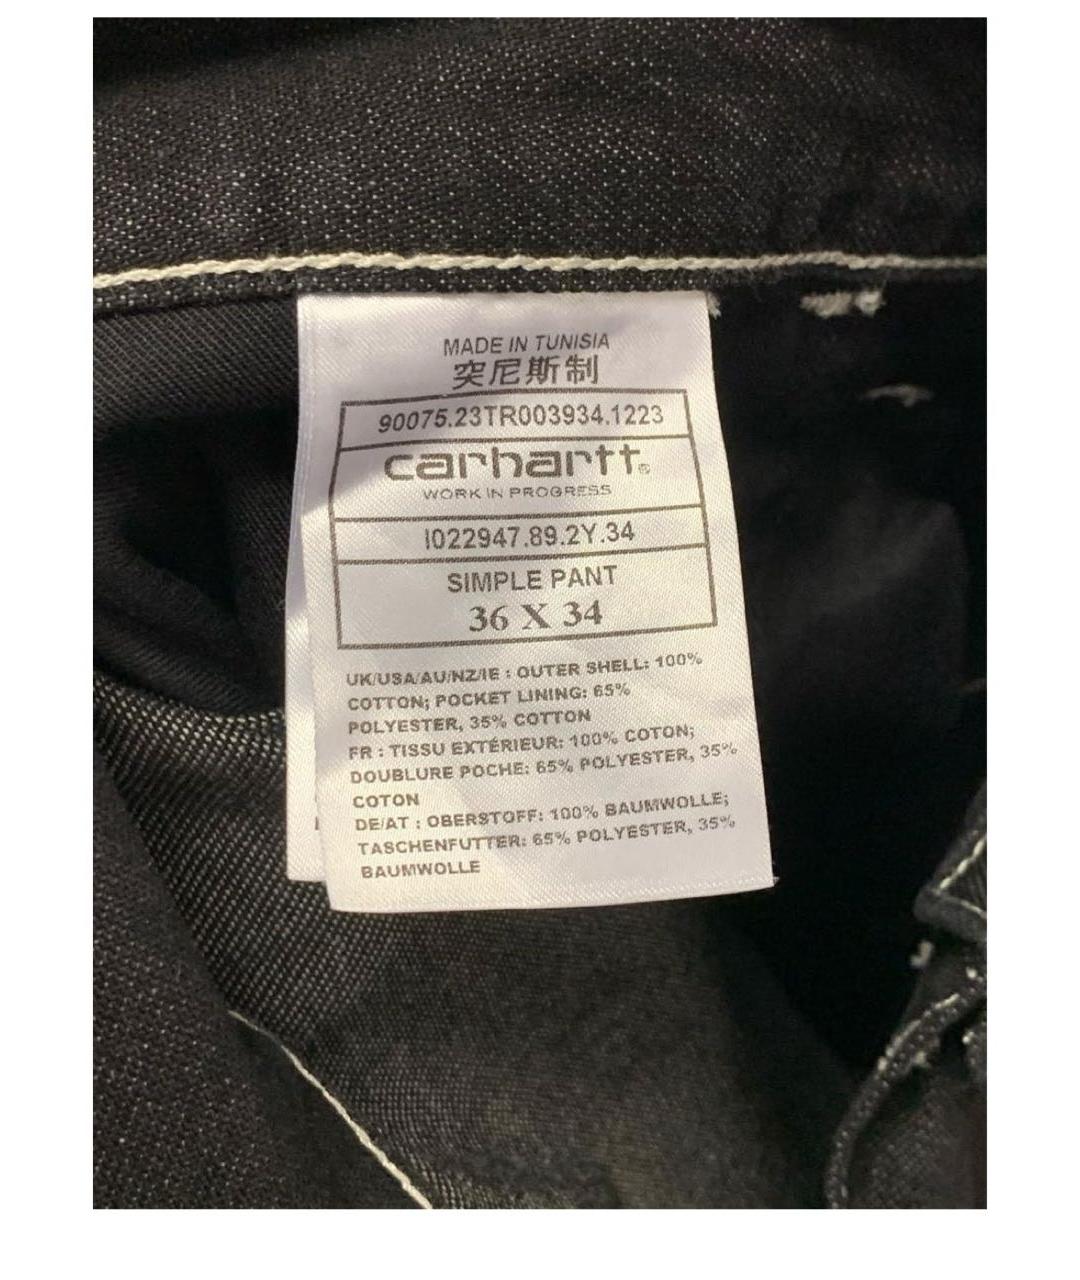 MADE IN TUNISIA
突尼斯制
90075.23TR003934.1223
carhartt®
WORK IN PROGRESS
I022947.89.2Y.34
SIMPLE PANT
36 X 34
UK/USA/AU/NZ/IE : OUTER SHELL: 100%
COTTON; POCKET LINING: 65%
POLYESTER, 35% COTTON
FR : TISSU EXTÉRIEUR: 100% COTON;
DOUBLURE POCHE: 65% POLYESTER, 35%
COTON
DE/AT : OBERSTOFF: 100% BAUMWOLLE;
TASCHENFUTTER: 65% POLYESTER, 35%
BAUMWOLLE